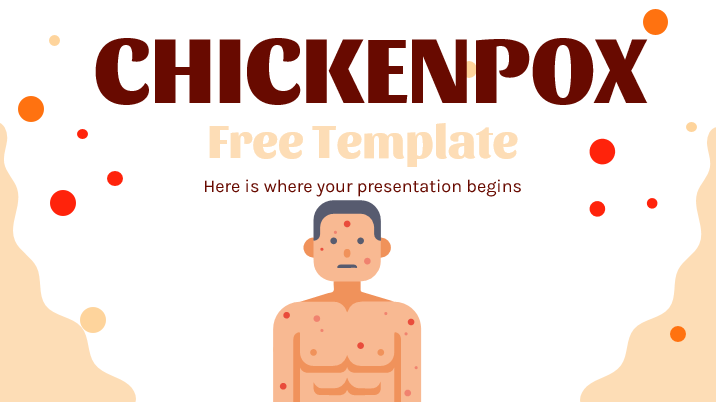 CHICKENPOX
Free Template
Here is where your presentation begins